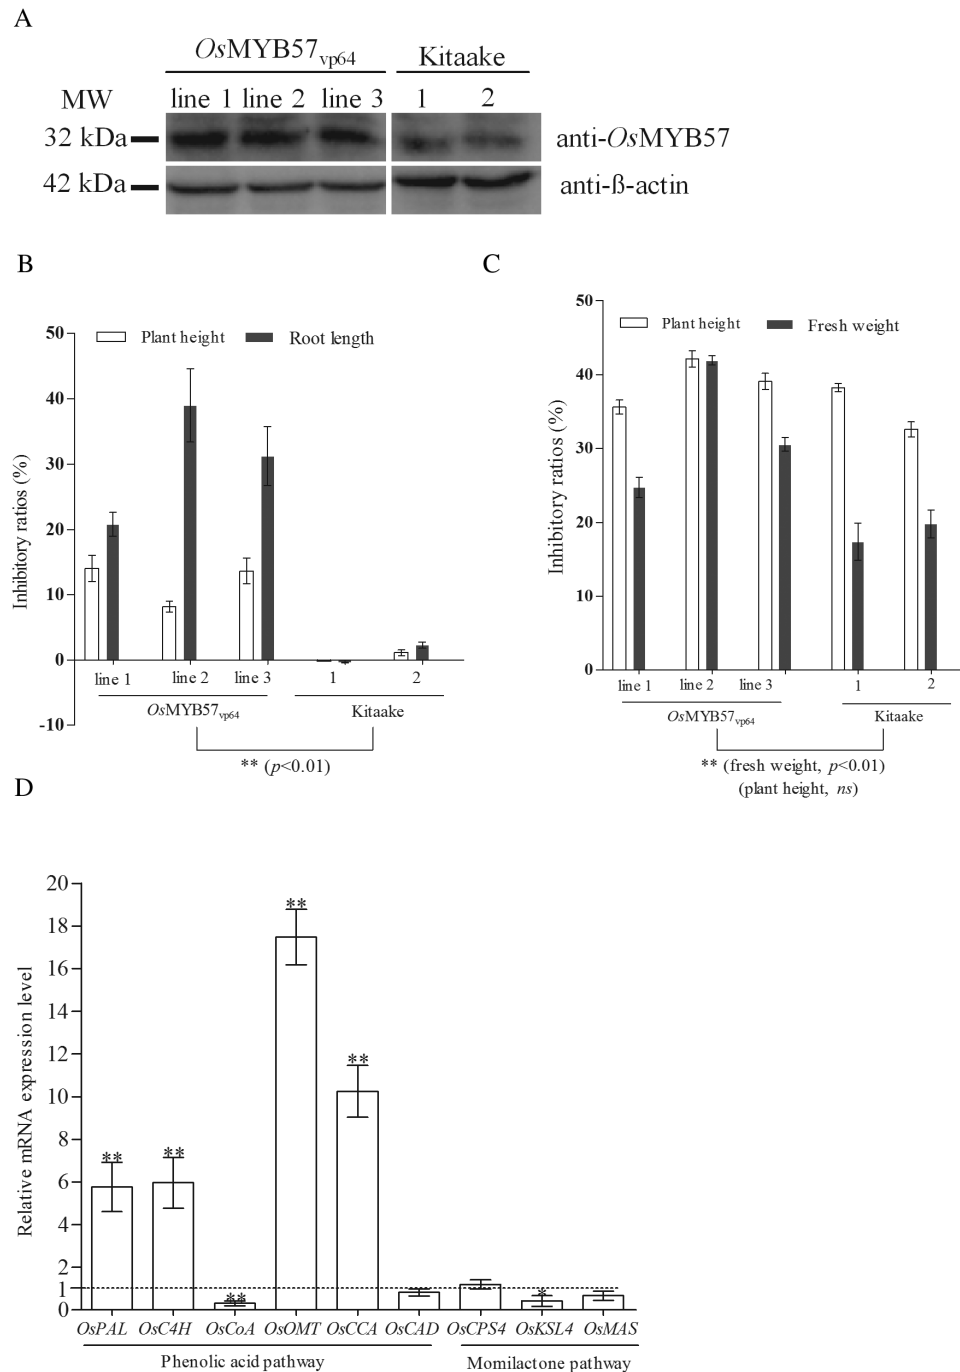 A
OsMYB57vp64 Kitaake
MW line 1 line 2 line 3 1 2
32 kDa anti-OsMYB57
42 kDa anti-ß-actin
B
Plant height Root length
Inhibitory ratios (%)
50
40
30
20
10
0
-10
line 1 line 2 line 3 1 2
OsMYB57vp64 Kitaake
** (p<0.01)
C
Plant height Fresh weight
Inhibitory ratios (%)
50
40
30
20
10
0
line 1 line 2 line 3 1 2
OsMYB57vp64 Kitaake
** (fresh weight, p<0.01)
(plant height, ns)
D
Relative mRNA expression level
20
18
16
14
12
10
8
6
4
2
1
0
** ** ** ** ** *
OsPAL OsC4H OsCoA OsOMT OsCCA OsCAD OsCPS4 OsKSL4 OsMAS
Phenolic acid pathway Momilactone pathway